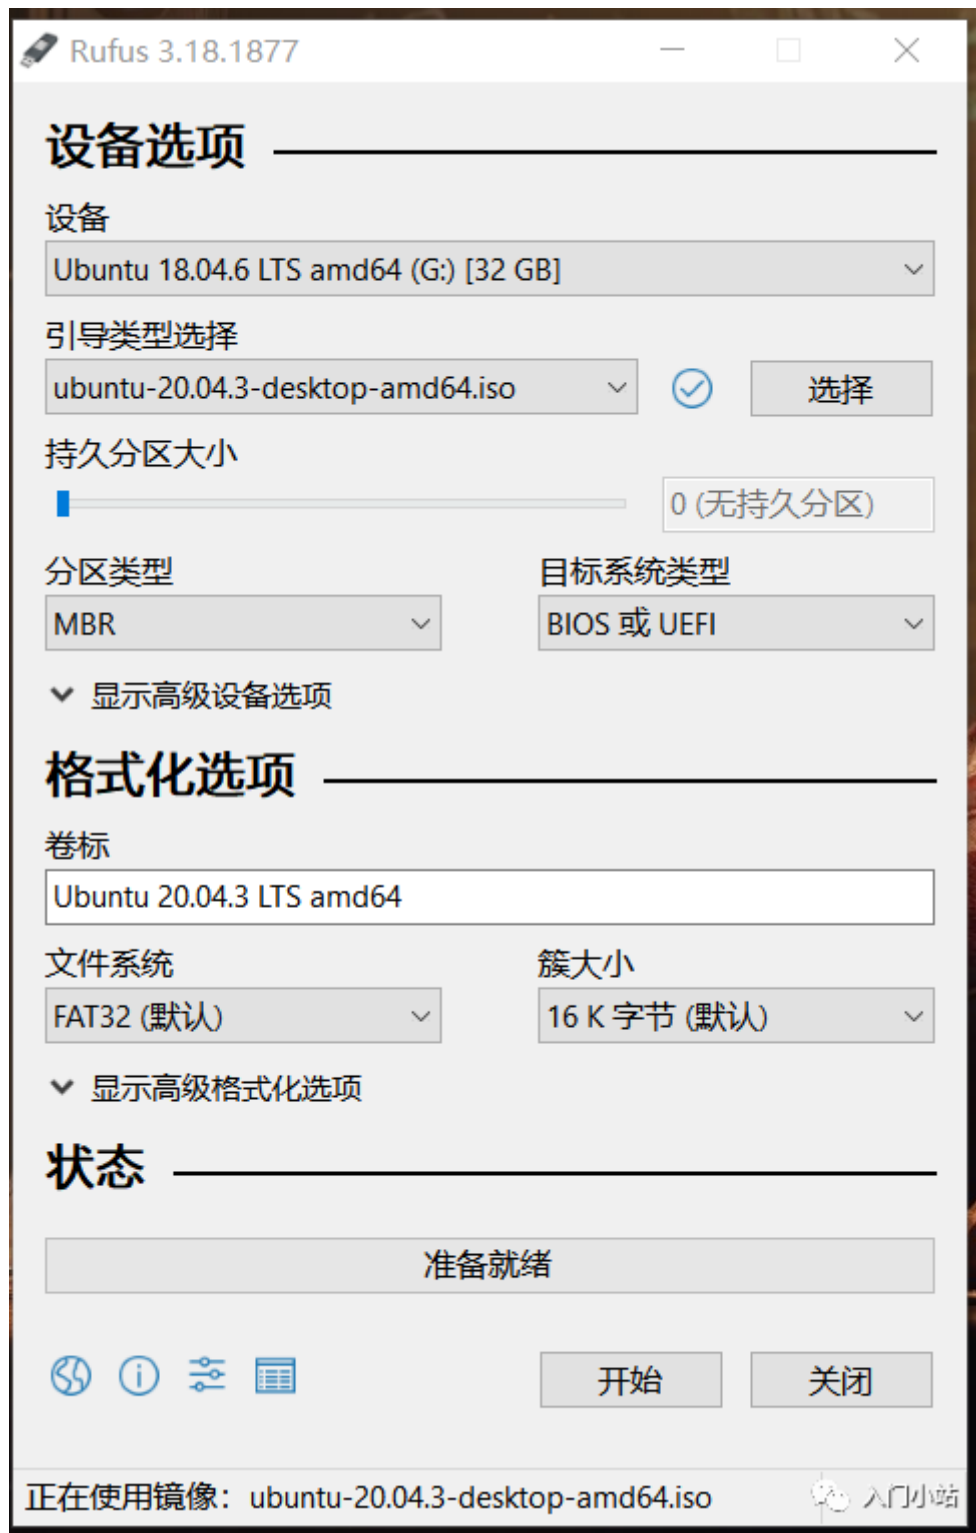 Rufus 3.18.1877
设备选项
设备
Ubuntu 18.04.6 LTS amd64 (G:) [32 GB]
引导类型选择
ubuntu-20.04.3-desktop-amd64.iso 选择
持久分区大小
0 (无持久分区)
分区类型 目标系统类型
MBR BIOS 或 UEFI
显示高级设备选项
格式化选项
卷标
Ubuntu 20.04.3 LTS amd64
文件系统 簇大小
FAT32 (默认) 16 K 字节 (默认)
显示高级格式化选项
状态
准备就绪
开始 关闭
正在使用镜像：ubuntu-20.04.3-desktop-amd64.iso 入门小站